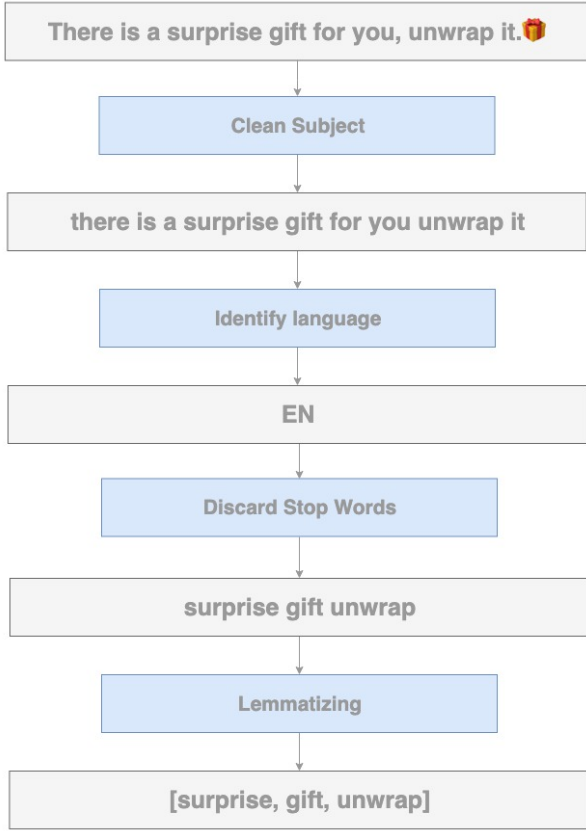 There is a surprise gift for you, unwrap it.🎁
Clean Subject
there is a surprise gift for you unwrap it
Identify language
EN
Discard Stop Words
surprise gift unwrap
Lemmatizing
[surprise, gift, unwrap]